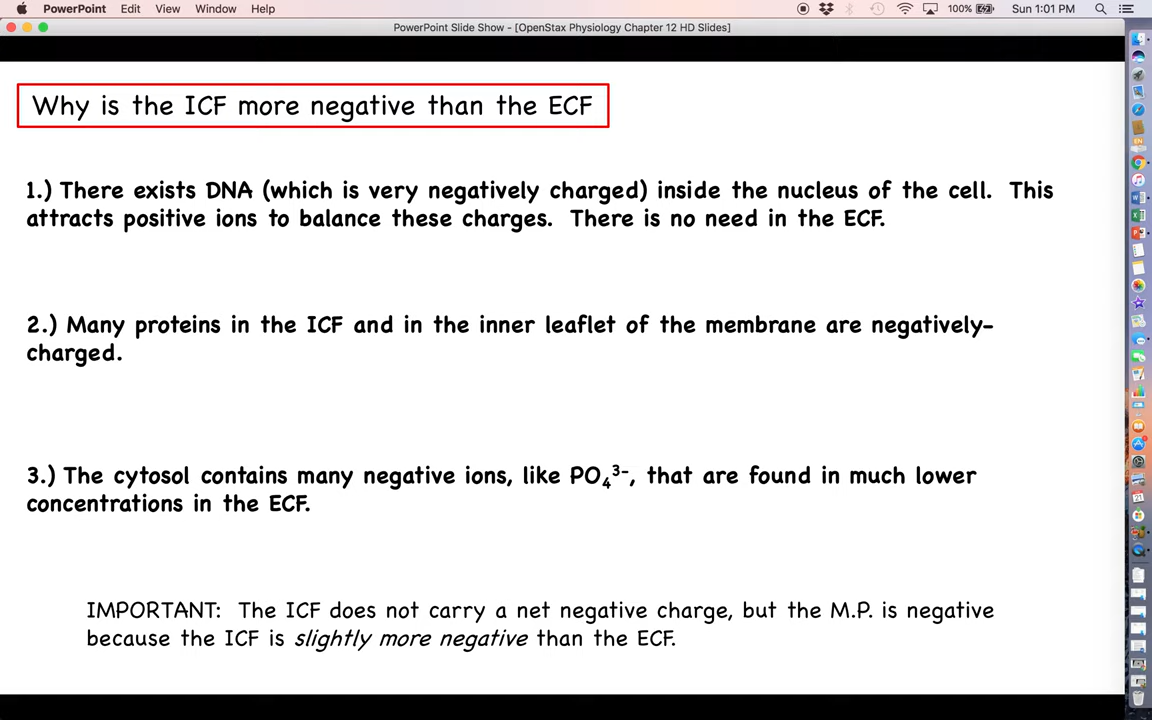 PowerPoint Edit View Window Help 100% Sun 1:01 PM
PowerPoint Slide Show - [OpenStax Physiology Chapter 12 HD Slides]
Why is the ICF more negative than the ECF
1.) There exists DNA (which is very negatively charged) inside the nucleus of the cell. This
attracts positive ions to balance these charges. There is no need in the ECF.
2.) Many proteins in the ICF and in the inner leaflet of the membrane are negatively-
charged.
3.) The cytosol contains many negative ions, like PO₄³⁻, that are found in much lower
concentrations in the ECF.
IMPORTANT: The ICF does not carry a net negative charge, but the M.P. is negative
because the ICF is slightly more negative than the ECF.